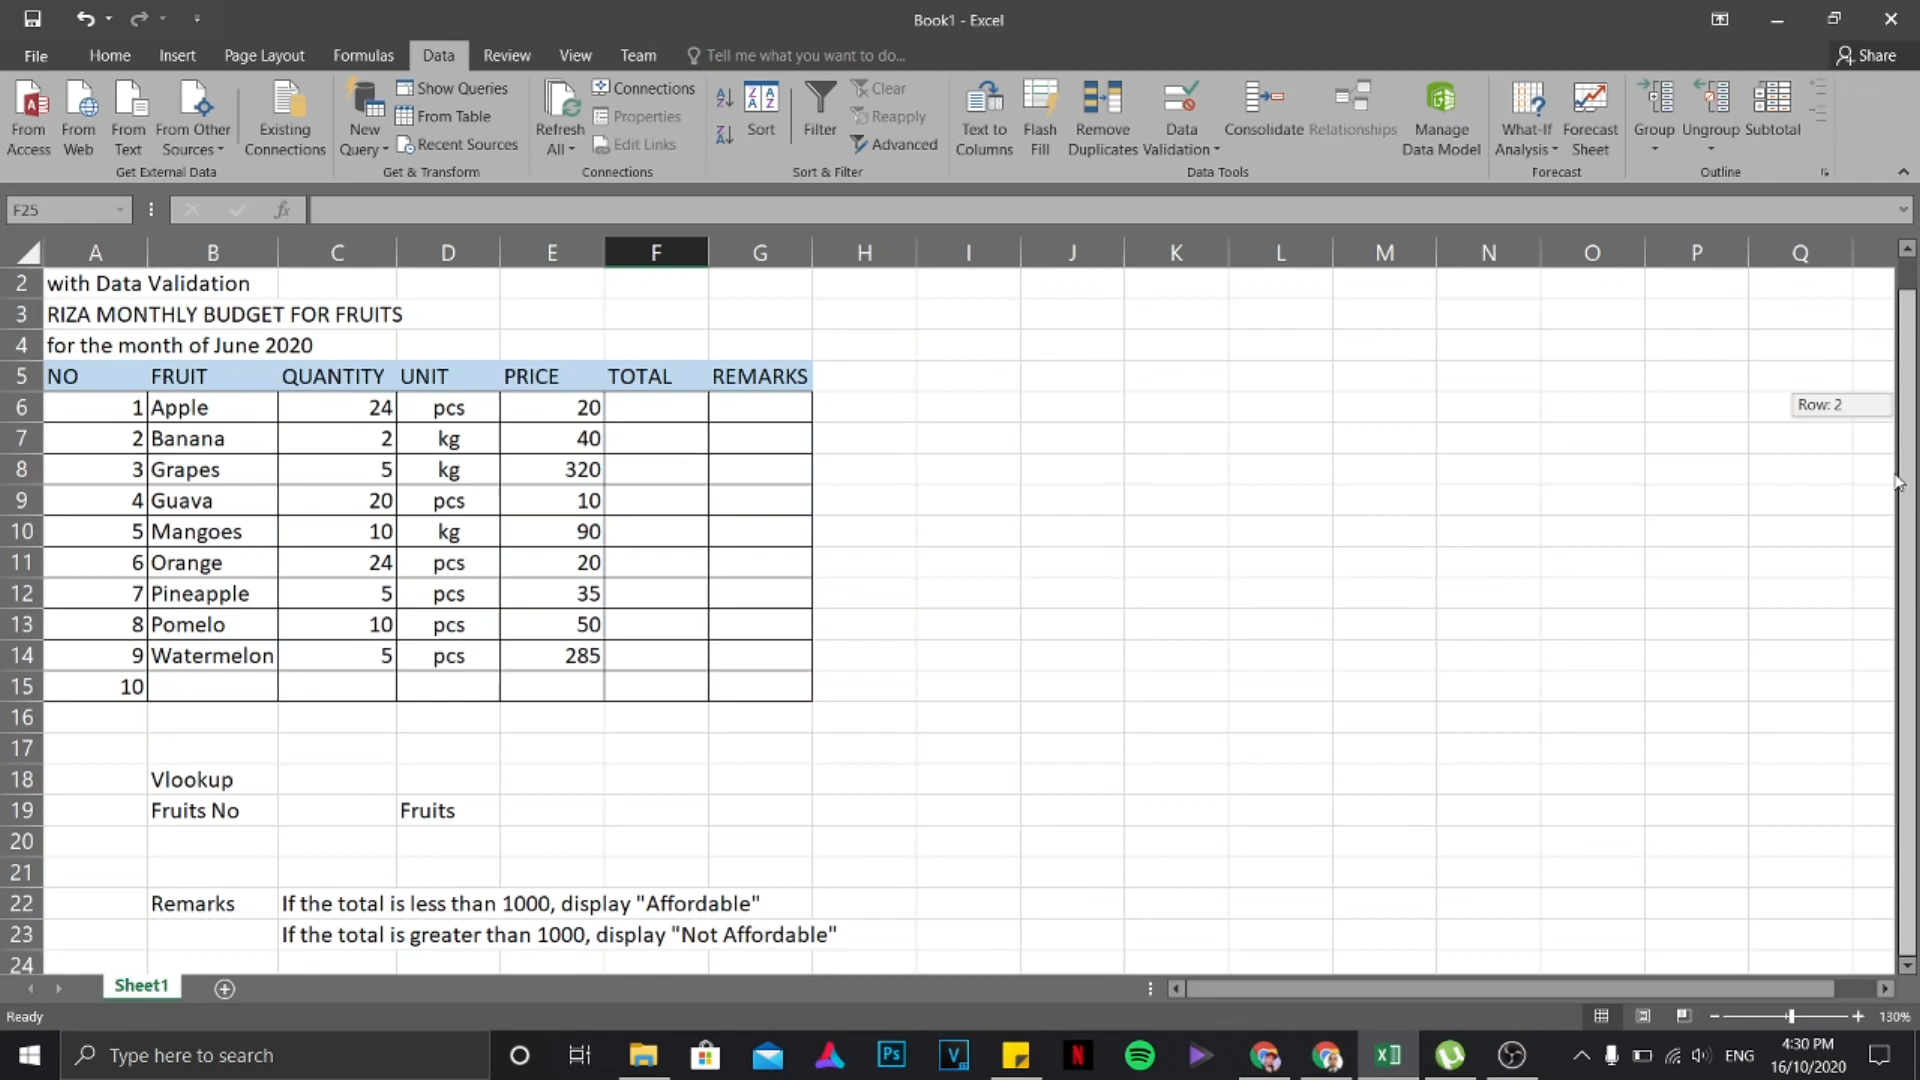 Book1 - Excel
File Home Insert Page Layout Formulas Data Review View Team Tell me what you want to do... Share
From Access
From Web
From Text
From Other Sources
Existing Connections
Get External Data
New Query
Show Queries
From Table
Recent Sources
Get & Transform
Refresh All
Connections
Properties
Edit Links
Connections
Sort
Filter
Clear
Reapply
Advanced
Sort & Filter
Text to Columns
Flash Fill
Remove Duplicates
Data Validation
Consolidate
Relationships
Manage Data Model
Data Tools
What-If Analysis
Forecast Sheet
Forecast
Group
Ungroup
Subtotal
Outline
F25 fx
A B C D E F G H I J K L M N O P Q
2 with Data Validation
3 RIZA MONTHLY BUDGET FOR FRUITS
4 for the month of June 2020
5 NO FRUIT QUANTITY UNIT PRICE TOTAL REMARKS
6 1 Apple 24 pcs 20
Row: 2
7 2 Banana 2 kg 40
8 3 Grapes 5 kg 320
9 4 Guava 20 pcs 10
10 5 Mangoes 10 kg 90
11 6 Orange 24 pcs 20
12 7 Pineapple 5 pcs 35
13 8 Pomelo 10 pcs 50
14 9 Watermelon 5 pcs 285
15 10
16
17
18 Vlookup
19 Fruits No Fruits
20
21
22 Remarks If the total is less than 1000, display "Affordable"
23 If the total is greater than 1000, display "Not Affordable"
24
Sheet1
Ready 130%
Type here to search
Ps
V
N
ENG
4:30 PM
16/10/2020